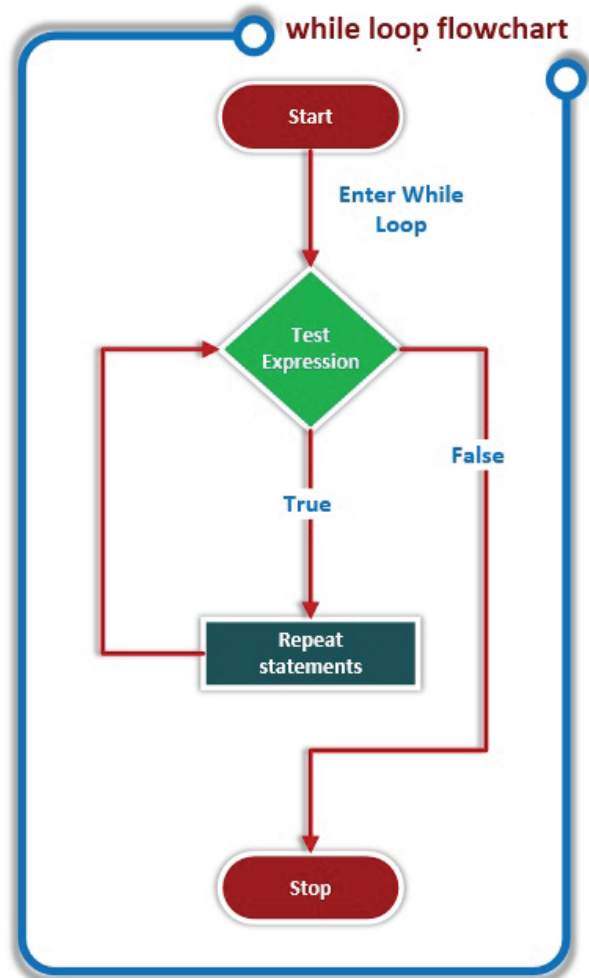 while loop flowchart
Start
Enter While
Loop
Test
Expression
False
True
Repeat
statements
Stop